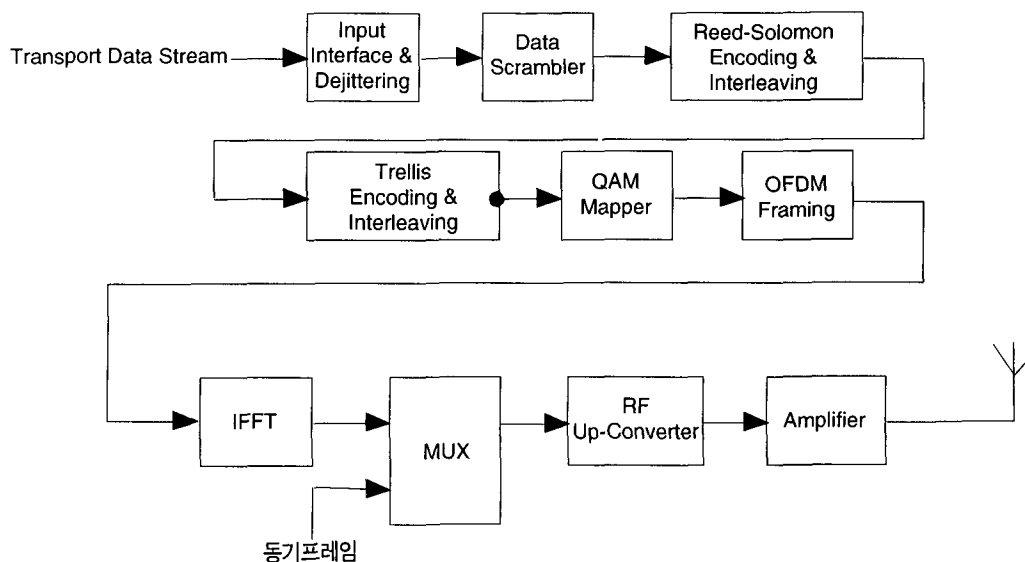 Transport Data Stream
Input
Interface &
Dejittering
Data
Scrambler
Reed-Solomon
Encoding &
Interleaving
Trellis
Encoding &
Interleaving
QAM
Mapper
OFDM
Framing
IFFT
MUX
RF
Up-Converter
Amplifier
동기프레임